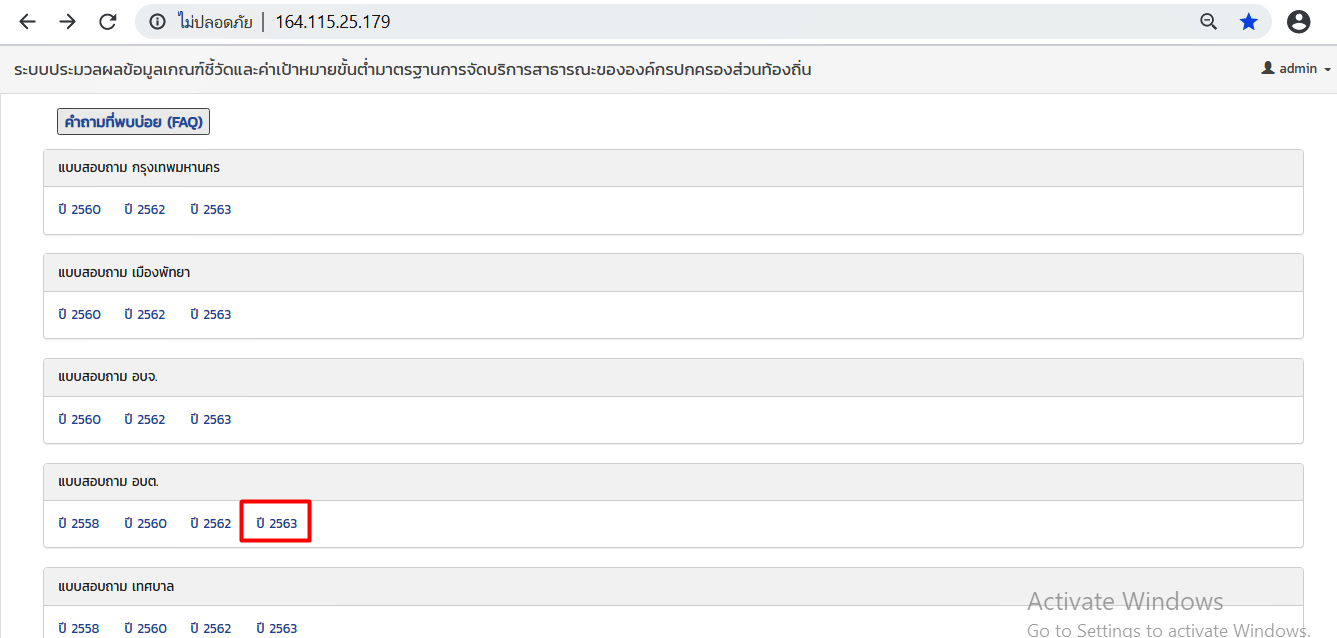 ไม่ปลอดภัย | 164.115.25.179
ระบบประมวลผลข้อมูลเกณฑ์ชี้วัดและค่าเป้าหมายขั้นต่ำมาตรฐานการจัดบริการสาธารณะขององค์กรปกครองส่วนท้องถิ่น admin
คำถามที่พบบ่อย (FAQ)
แบบสอบถาม กรุงเทพมหานคร
ปี 2560 ปี 2562 ปี 2563
แบบสอบถาม เมืองพัทยา
ปี 2560 ปี 2562 ปี 2563
แบบสอบถาม อบจ.
ปี 2560 ปี 2562 ปี 2563
แบบสอบถาม อบต.
ปี 2558 ปี 2560 ปี 2562 ปี 2563
แบบสอบถาม เทศบาล
ปี 2558 ปี 2560 ปี 2562 ปี 2563
Activate Windows
Go to Settings to activate Windows.